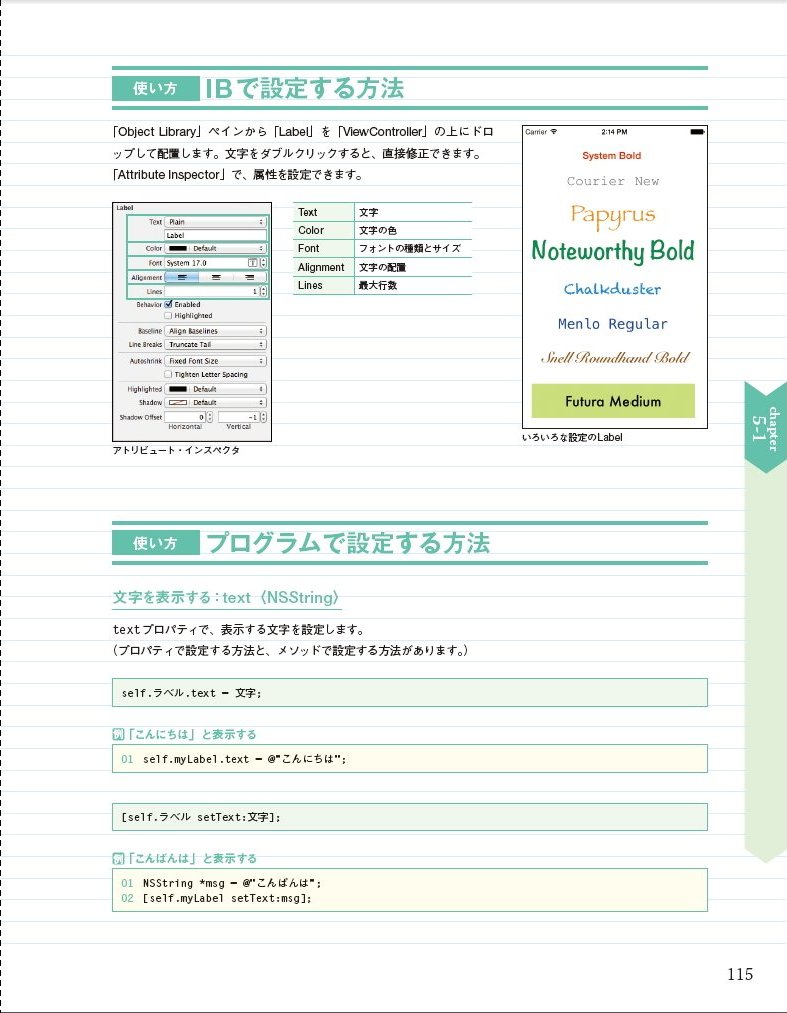 使い方 IBで設定する方法
「Object Library」ペインから「Label」を「ViewController」の上にドロ
ップして配置します。文字をダブルクリックすると、直接修正できます。
「Attribute Inspector」で、属性を設定できます。
Label
Text Plain
Label
Color Default
Font System 17.0
Alignment
Lines 1
Behavior Enabled
Highlighted
Baseline Align Baselines
Line Breaks Truncate Tail
Autoshrink Fixed Font Size
Tighten Letter Spacing
Highlighted Default
Shadow Default
Shadow Offset 0 -1
Horizontal Vertical
アトリビュート・インスペクタ
Text 文字
Color 文字の色
Font フォントの種類とサイズ
Alignment 文字の配置
Lines 最大行数
Carrier 2:14 PM
System Bold
Courier New
Papyrus
Noteworthy Bold
Chalkduster
Menlo Regular
Snell Roundhand Bold
Futura Medium
いろいろな設定のLabel
chapter
5-1
使い方 プログラムで設定する方法
文字を表示する：text〈NSString〉
textプロパティで、表示する文字を設定します。
（プロパティで設定する方法と、メソッドで設定する方法があります。）
self.ラベル.text = 文字;
例「こんにちは」と表示する
01 self.myLabel.text = @"こんにちは";
[self.ラベル setText:文字];
例「こんばんは」と表示する
01 NSString *msg = @"こんばんは";
02 [self.myLabel setText:msg];
115